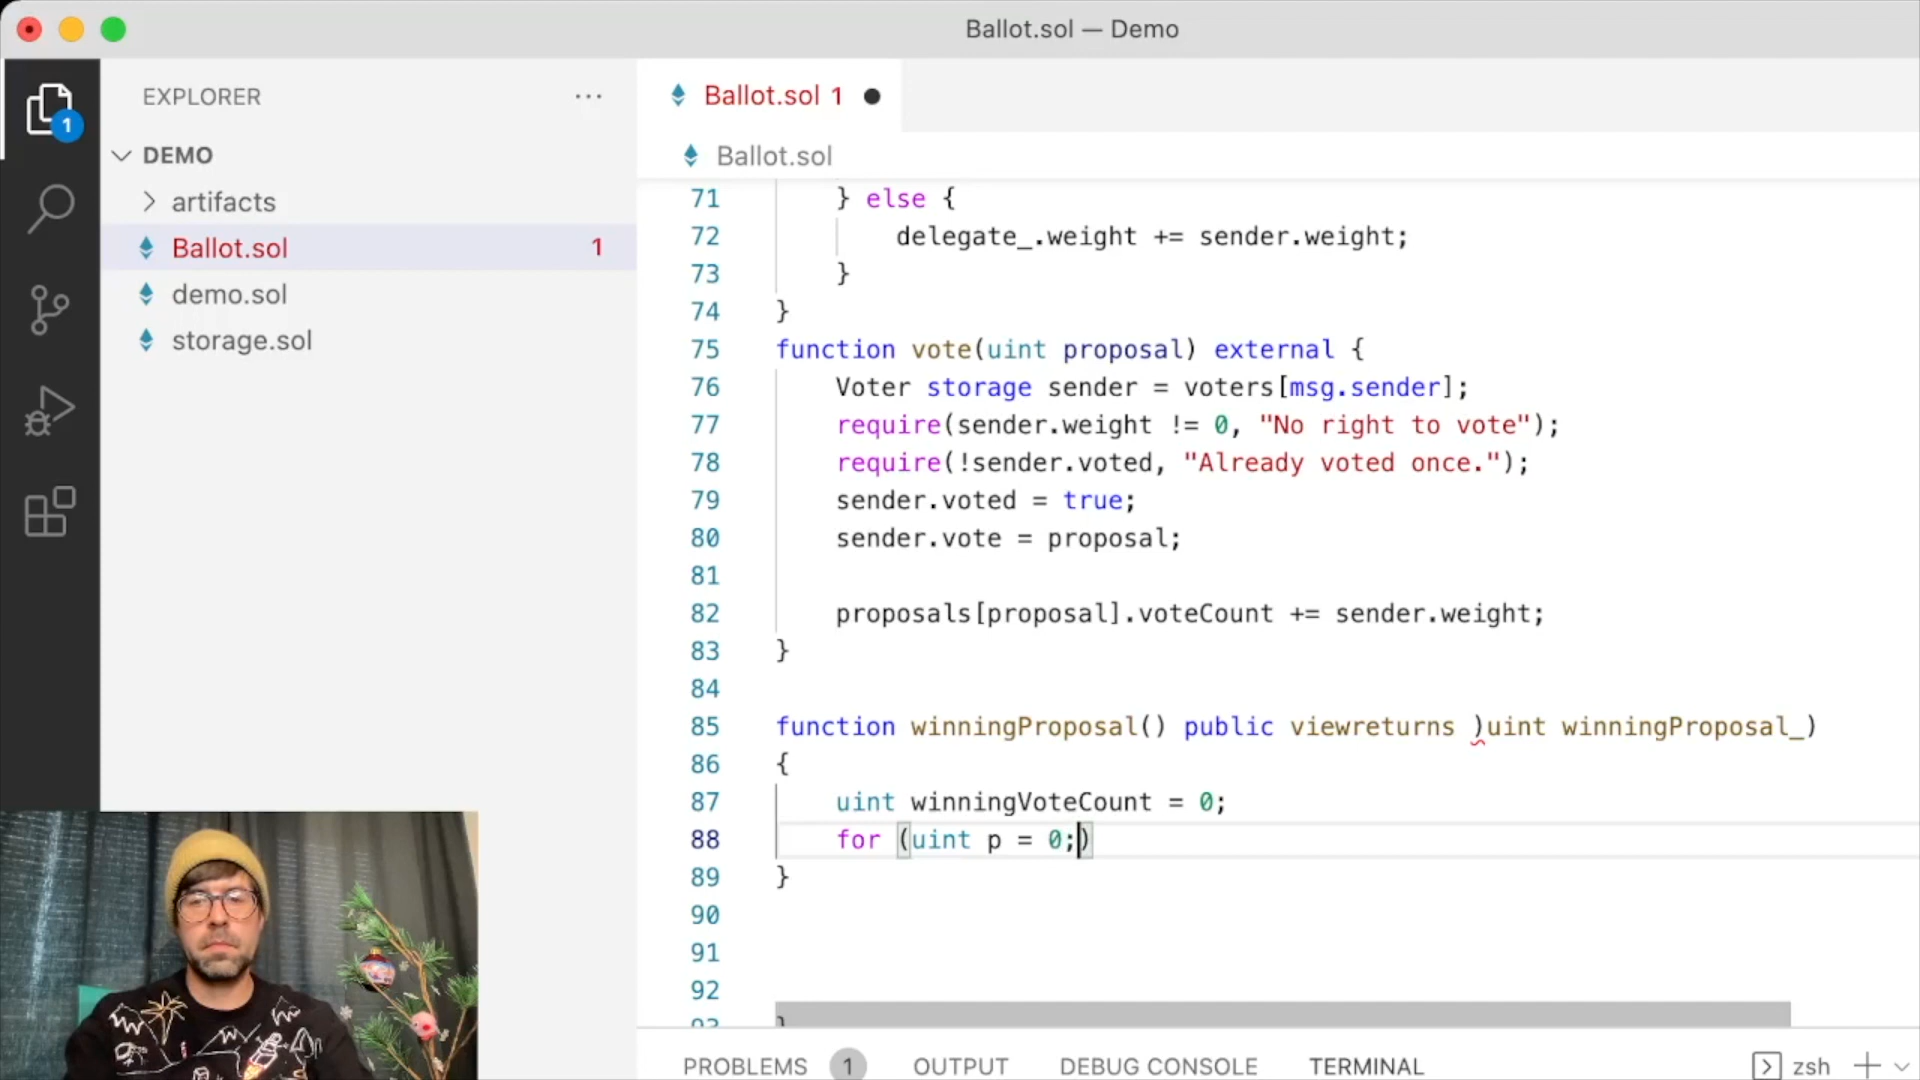 Ballot.sol — Demo
EXPLORER ···
1
DEMO
artifacts
Ballot.sol 1
demo.sol
storage.sol
Ballot.sol 1
Ballot.sol
71 } else {
72 delegate_.weight += sender.weight;
73 }
74 }
75 function vote(uint proposal) external {
76 Voter storage sender = voters[msg.sender];
77 require(sender.weight != 0, "No right to vote");
78 require(!sender.voted, "Already voted once.");
79 sender.voted = true;
80 sender.vote = proposal;
81
82 proposals[proposal].voteCount += sender.weight;
83 }
84
85 function winningProposal() public viewreturns )uint winningProposal_)
86 {
87 uint winningVoteCount = 0;
88 for (uint p = 0;)
89 }
90
91
92
93 }
PROBLEMS 1 OUTPUT DEBUG CONSOLE TERMINAL zsh